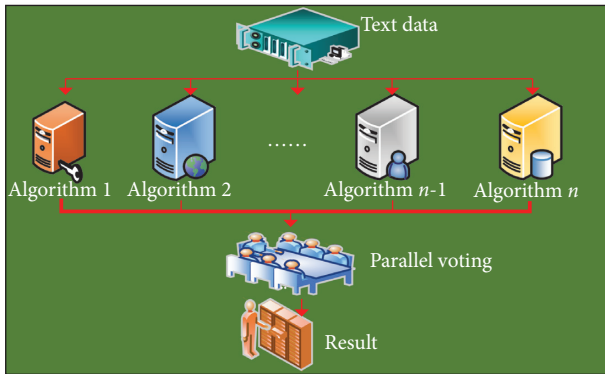 Text data
……
Algorithm 1
Algorithm 2
Algorithm n-1
Algorithm n
Parallel voting
Result